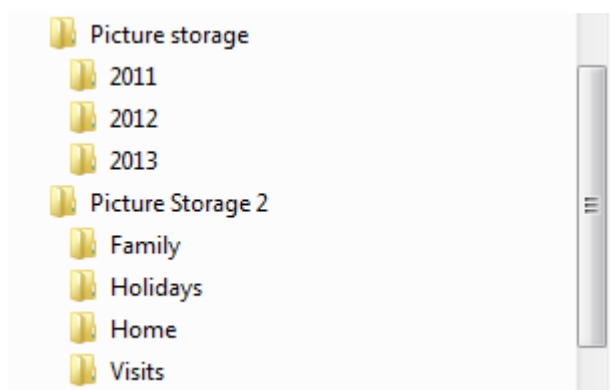 Picture storage
2011
2012
2013
Picture Storage 2
Family
Holidays
Home
Visits